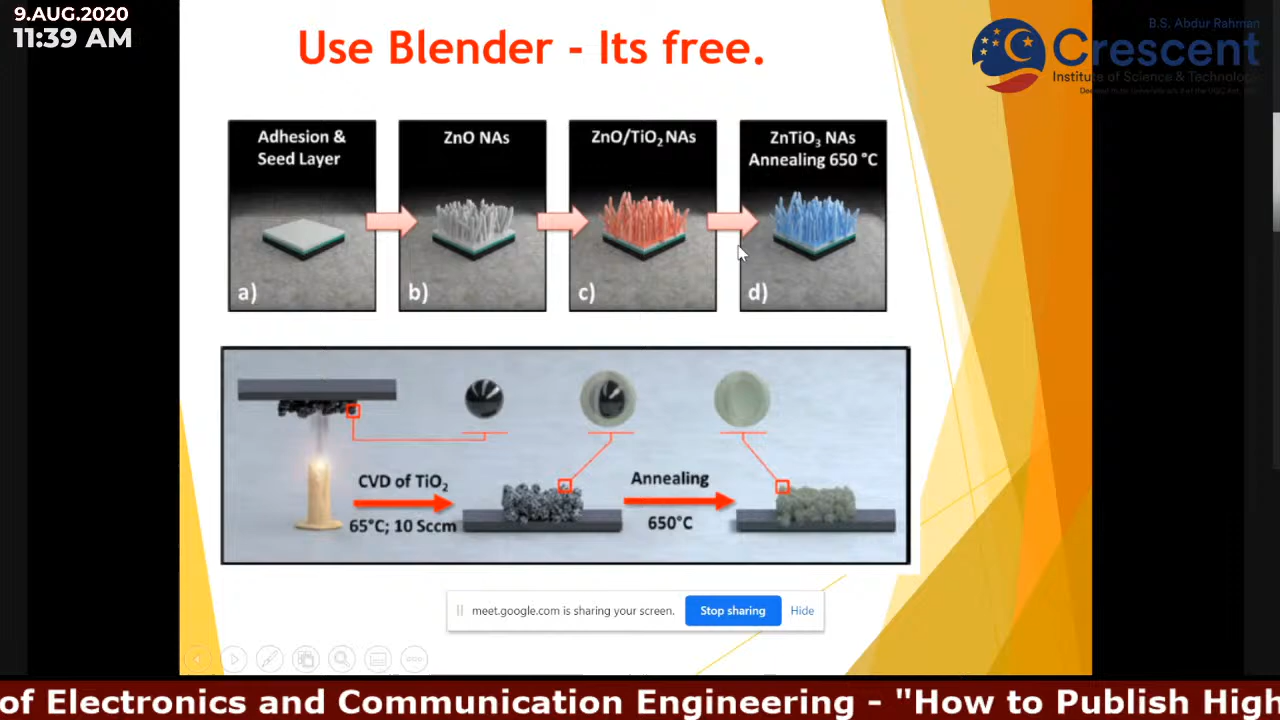 9.AUG.2020
11:39 AM
Use Blender - Its free.
B.S. Abdur Rahman
Crescent
Institute of Science & Technology
Adhesion &
Seed Layer
a)
ZnO NAs
b)
ZnO/TiO₂ NAs
c)
ZnTiO₃ NAs
Annealing 650 °C
d)
CVD of TiO₂
65°C; 10 Sccm
Annealing
650°C
meet.google.com is sharing your screen.
Stop sharing
Hide
of Electronics and Communication Engineering - "How to Publish High